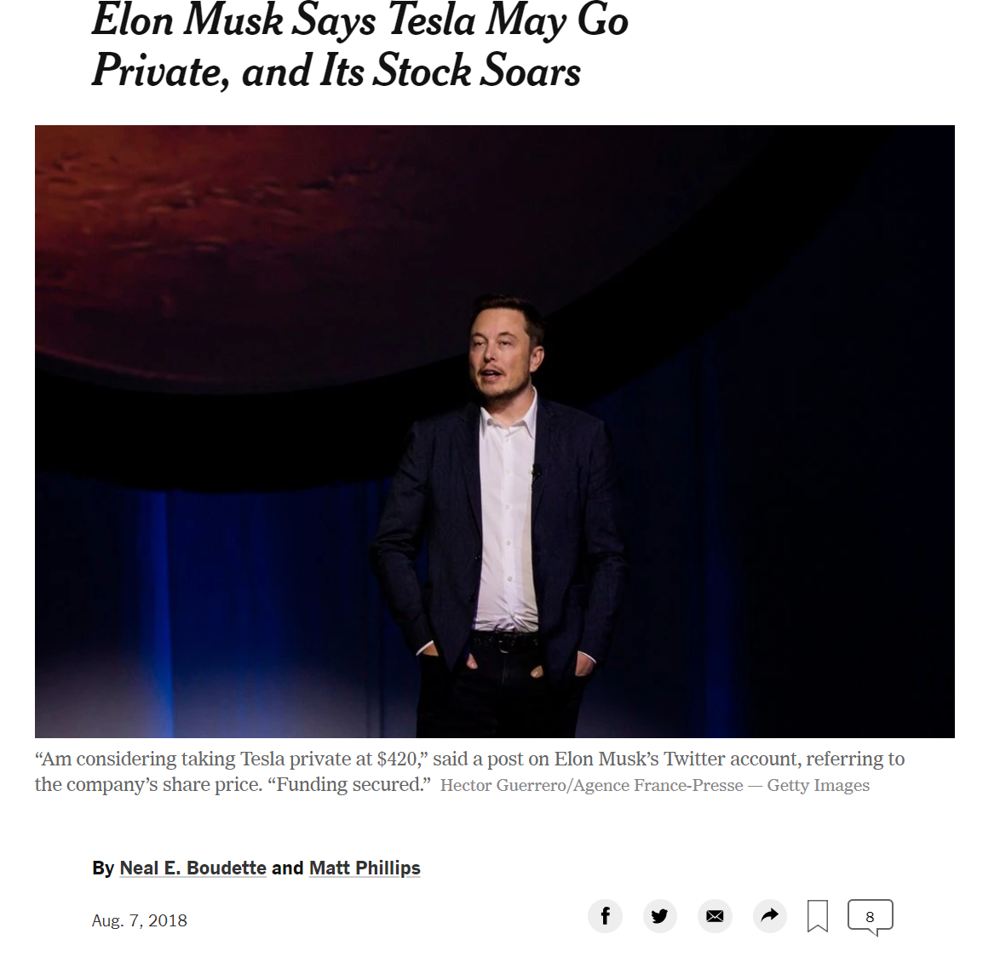 Elon Musk Says Tesla May Go
Private, and Its Stock Soars
“Am considering taking Tesla private at $420,” said a post on Elon Musk’s Twitter account, referring to
the company’s share price. “Funding secured.” Hector Guerrero/Agence France-Presse — Getty Images
By Neal E. Boudette and Matt Phillips
Aug. 7, 2018
8